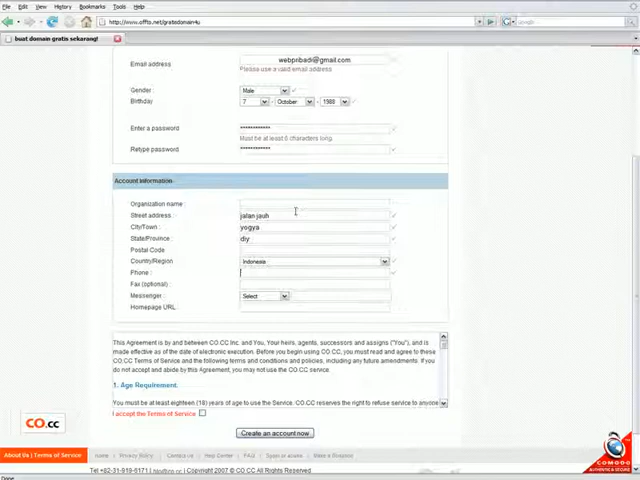 File Edit View History Bookmarks Tools Help
http://www.offto.net/gratisdomain4u
buat domain gratis sekarang!
Email address webpribadi@gmail.com
Please use a valid email address.
Gender : Male
Birthday 7 - October - 1988
Enter a password ************
Must be at least 6 characters long.
Retype password ************
Account Information
Organization name :
Street address : jalan jauh
City/Town : yogya
State/Province : diy
Postal Code
Country/Region Indonesia
Phone :
Fax (optional)
Messenger : Select
Homepage URL :
This Agreement is by and between CO.CC Inc. and You, Your heirs, agents, successors and assigns ("You"), and is
made effective as of the date of electronic execution. Before you begin using CO.CC, you must read and agree to these
CO.CC Terms of Service and the following terms and conditions and policies, including any future amendments. If you
do not accept and abide by this Agreement, you may not use the CO.CC service.
1. Age Requirement.
You must be at least eighteen (18) years of age to use the Service. CO.CC reserves the right to refuse service to anyone
I accept the Terms of Service
CO.cc
Create an account now
About Us | Terms of Service
Home Privacy Policy Contact us Help Center FAQ Spam or abuse Make a Reseller
Tel +82-31-919-6171 Copyright 2007 © CO.CC All Rights Reserved
COMODO
AUTHENTIC & SECURE
Done